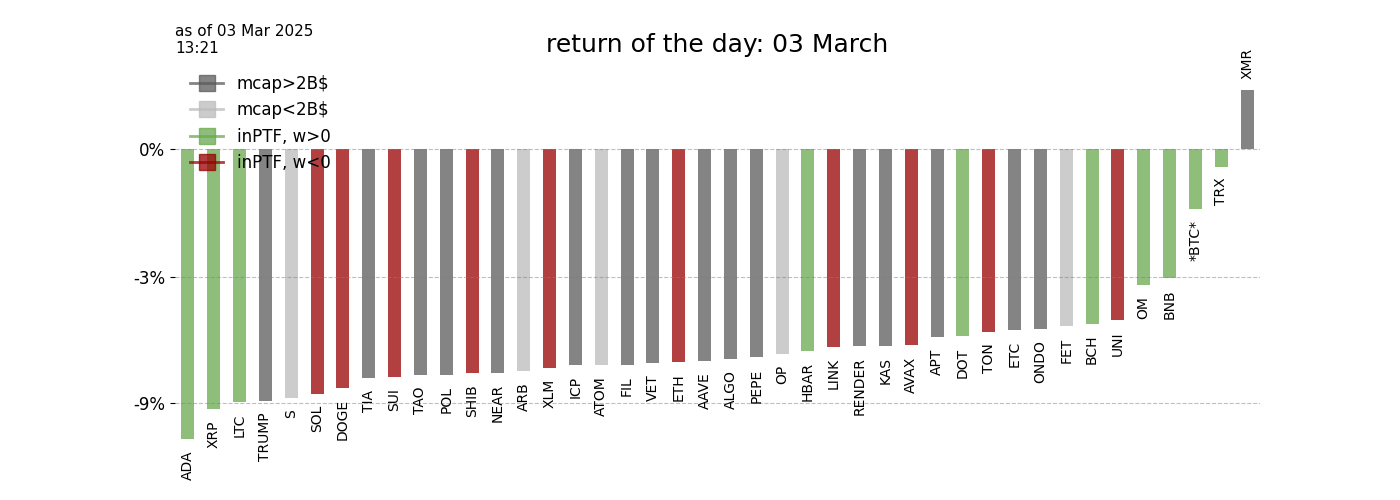 as of 03 Mar 2025
13:21
return of the day: 03 March
mcap>2B$
mcap<2B$
inPTF, w>0
inPTF, w<0
0%
-3%
-9%
ADA
XRP
LTC
TRUMP
S
SOL
DOGE
TIA
SUI
TAO
POL
SHIB
NEAR
ARB
XLM
ICP
ATOM
FIL
VET
ETH
AAVE
ALGO
PEPE
OP
HBAR
LINK
RENDER
KAS
AVAX
APT
DOT
TON
ETC
ONDO
FET
BCH
UNI
OM
BNB
*BTC*
TRX
XMR